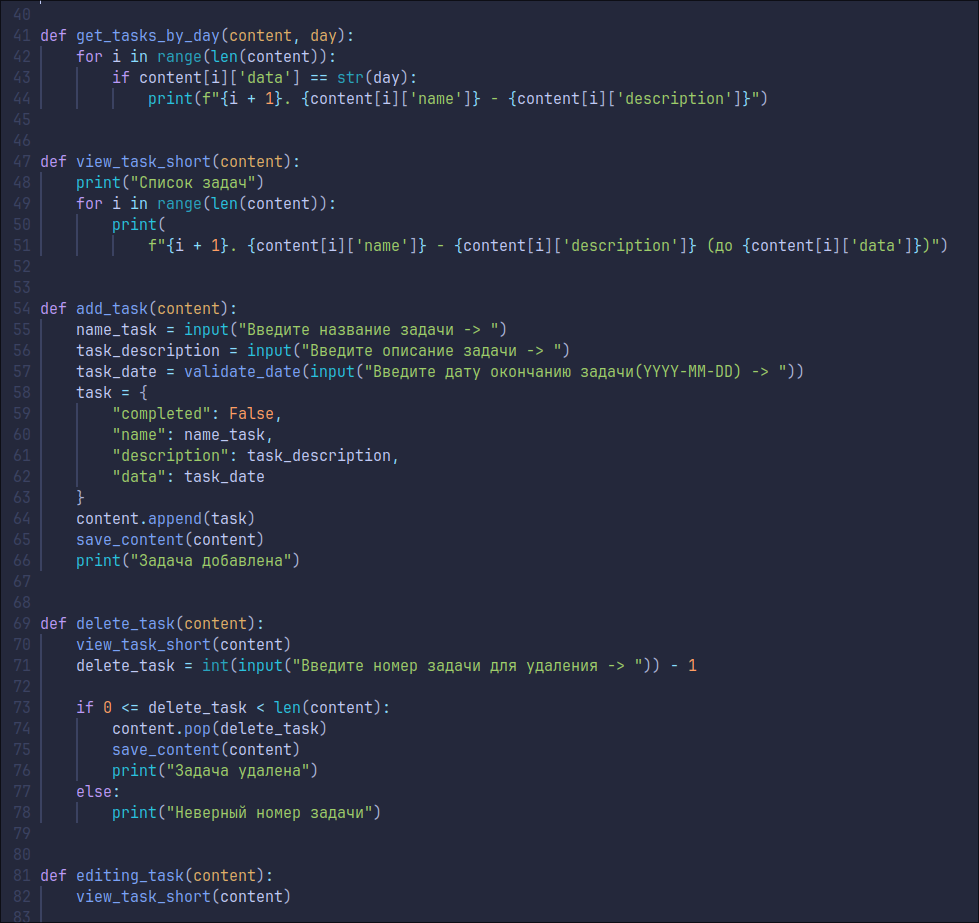 40
41 def get_tasks_by_day(content, day):
42     for i in range(len(content)):
43         if content[i]['data'] == str(day):
44             print(f"{i + 1}. {content[i]['name']} - {content[i]['description']}")
45
46
47 def view_task_short(content):
48     print("Список задач")
49     for i in range(len(content)):
50         print(
51             f"{i + 1}. {content[i]['name']} - {content[i]['description']} (до {content[i]['data']})")
52
53
54 def add_task(content):
55     name_task = input("Введите название задачи -> ")
56     task_description = input("Введите описание задачи -> ")
57     task_date = validate_date(input("Введите дату окончанию задачи(YYYY-MM-DD) -> "))
58     task = {
59         "completed": False,
60         "name": name_task,
61         "description": task_description,
62         "data": task_date
63     }
64     content.append(task)
65     save_content(content)
66     print("Задача добавлена")
67
68
69 def delete_task(content):
70     view_task_short(content)
71     delete_task = int(input("Введите номер задачи для удаления -> ")) - 1
72
73     if 0 <= delete_task < len(content):
74         content.pop(delete_task)
75         save_content(content)
76         print("Задача удалена")
77     else:
78         print("Неверный номер задачи")
79
80
81 def editing_task(content):
82     view_task_short(content)
83